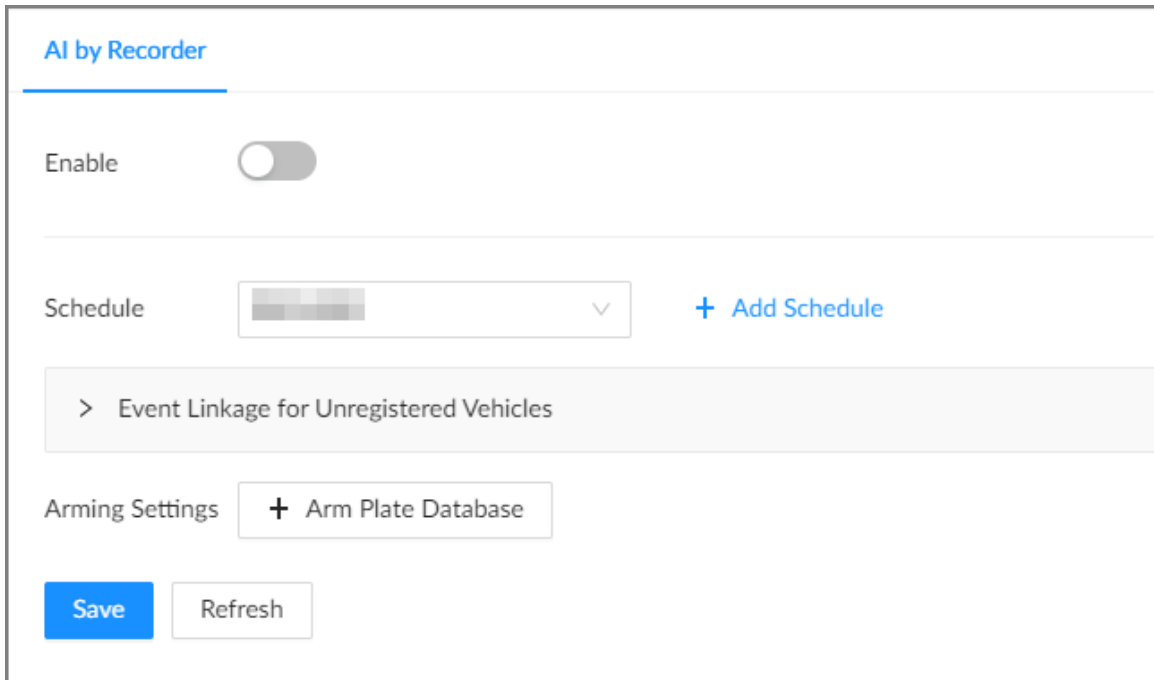 AI by Recorder
Enable
Schedule + Add Schedule
> Event Linkage for Unregistered Vehicles
Arming Settings + Arm Plate Database
Save Refresh